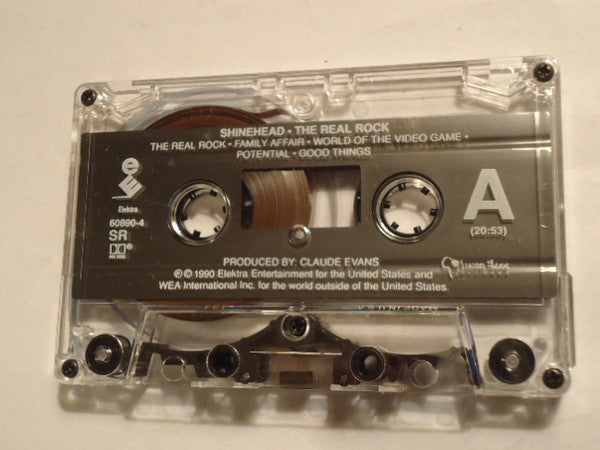 SHINEHEAD • THE REAL ROCK
THE REAL ROCK • FAMILY AFFAIR • WORLD OF THE VIDEO GAME •
POTENTIAL • GOOD THINGS
e
Elektra
60890-4
SR
A
(20:53)
PRODUCED BY: CLAUDE EVANS
℗ © 1990 Elektra Entertainment for the United States and
WEA International Inc. for the world outside of the United States.